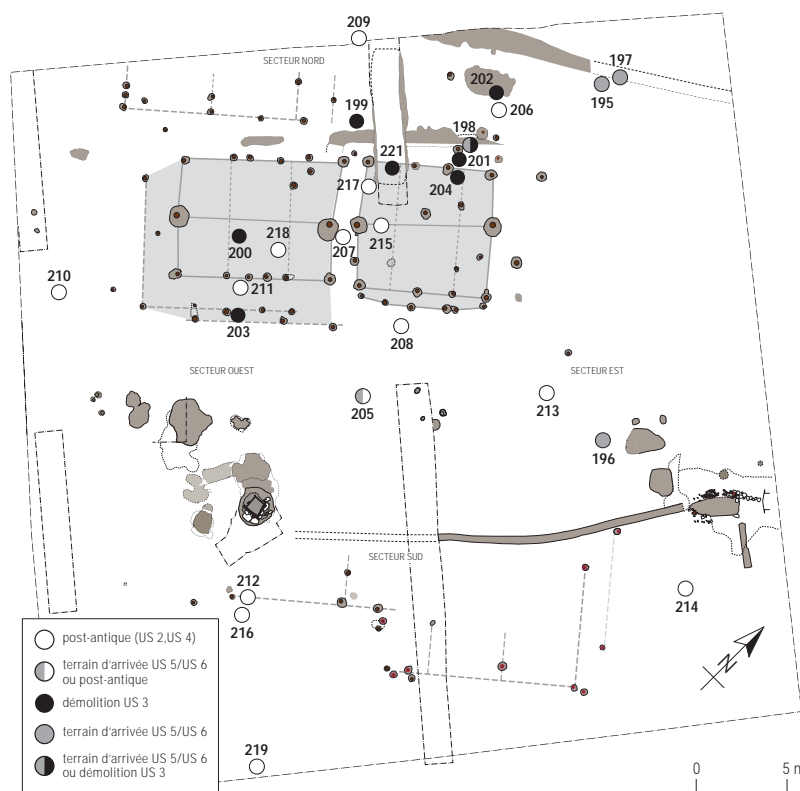 209
SECTEUR NORD
197
202
195
206
199
198
221
201
204
217
215
218
200
207
210
211
203
208
SECTEUR OUEST
SECTEUR EST
205
213
196
SECTEUR SUD
212
214
216
219
N
post-antique (US 2,US 4)
terrain d'arrivée US 5/US 6
ou post-antique
démolition US 3
terrain d'arrivée US 5/US 6
terrain d'arrivée US 5/US 6
ou démolition US 3
0 5 m